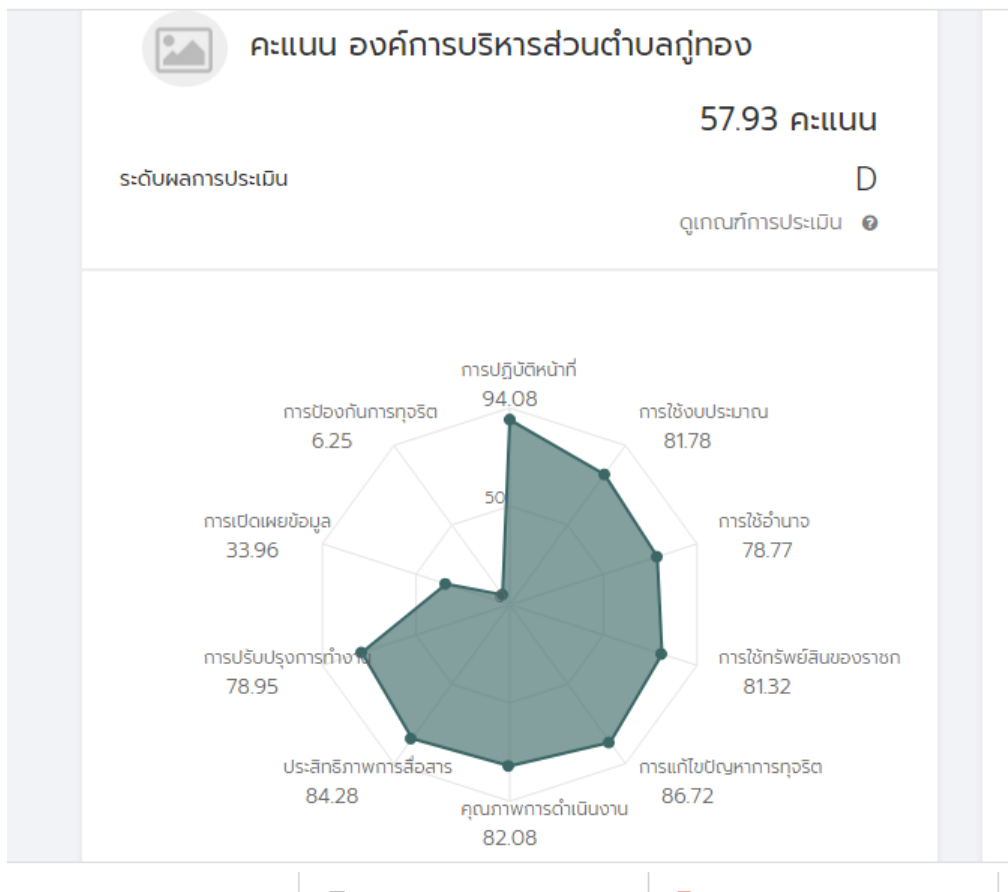 คะแนน องค์การบริหารส่วนตำบลกู่ทอง
57.93 คะแนน
ระดับผลการประเมิน
D
ดูเกณฑ์การประเมิน ?
การปฏิบัติหน้าที่
94.08
การป้องกันการทุจริต
6.25
การใช้งบประมาณ
81.78
50
การเปิดเผยข้อมูล
33.96
การใช้อำนาจ
78.77
การปรับปรุงการทำงาน
78.95
การใช้ทรัพย์สินของราชก
81.32
ประสิทธิภาพการสื่อสาร
84.28
การแก้ไขปัญหาการทุจริต
86.72
คุณภาพการดำเนินงาน
82.08